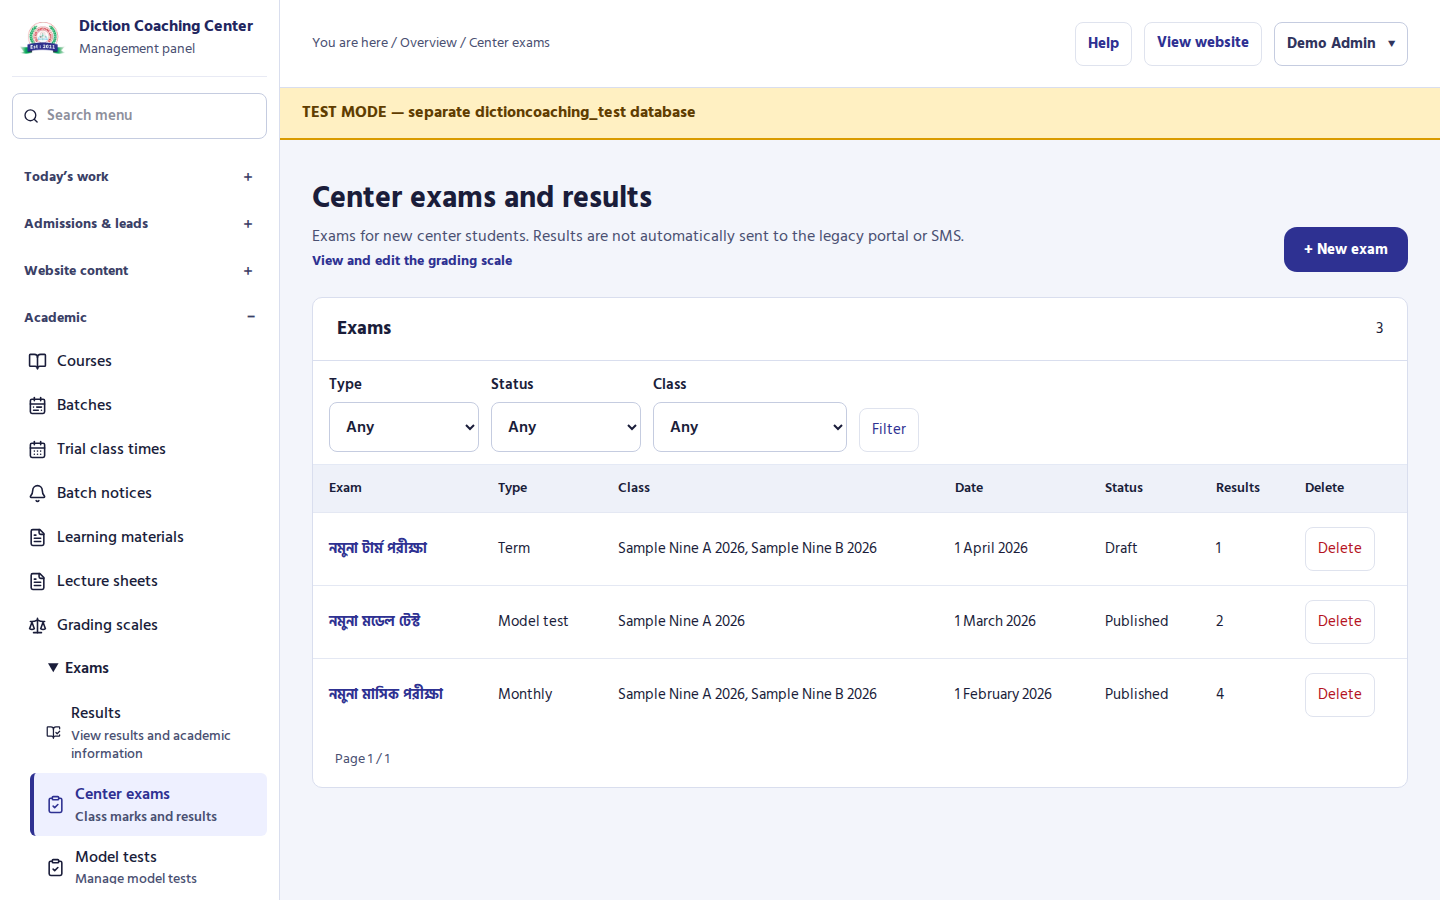 Diction Coaching Center
Management panel
Est : 2011
Search menu
Today's work +
Admissions & leads +
Website content +
Academic −
Courses
Batches
Trial class times
Batch notices
Learning materials
Lecture sheets
Grading scales
▼ Exams
Results
View results and academic
information
Center exams
Class marks and results
Model tests
Manage model tests
You are here / Overview / Center exams
Help
View website
Demo Admin ▼
TEST MODE — separate dictioncoaching_test database
Center exams and results
Exams for new center students. Results are not automatically sent to the legacy portal or SMS.
View and edit the grading scale
+ New exam
Exams 3
Type Status Class
Any Any Any Filter
Exam Type Class Date Status Results Delete
নমুনা টার্ম পরীক্ষা Term Sample Nine A 2026, Sample Nine B 2026 1 April 2026 Draft 1 Delete
নমুনা মডেল টেস্ট Model test Sample Nine A 2026 1 March 2026 Published 2 Delete
নমুনা মাসিক পরীক্ষা Monthly Sample Nine A 2026, Sample Nine B 2026 1 February 2026 Published 4 Delete
Page 1 / 1